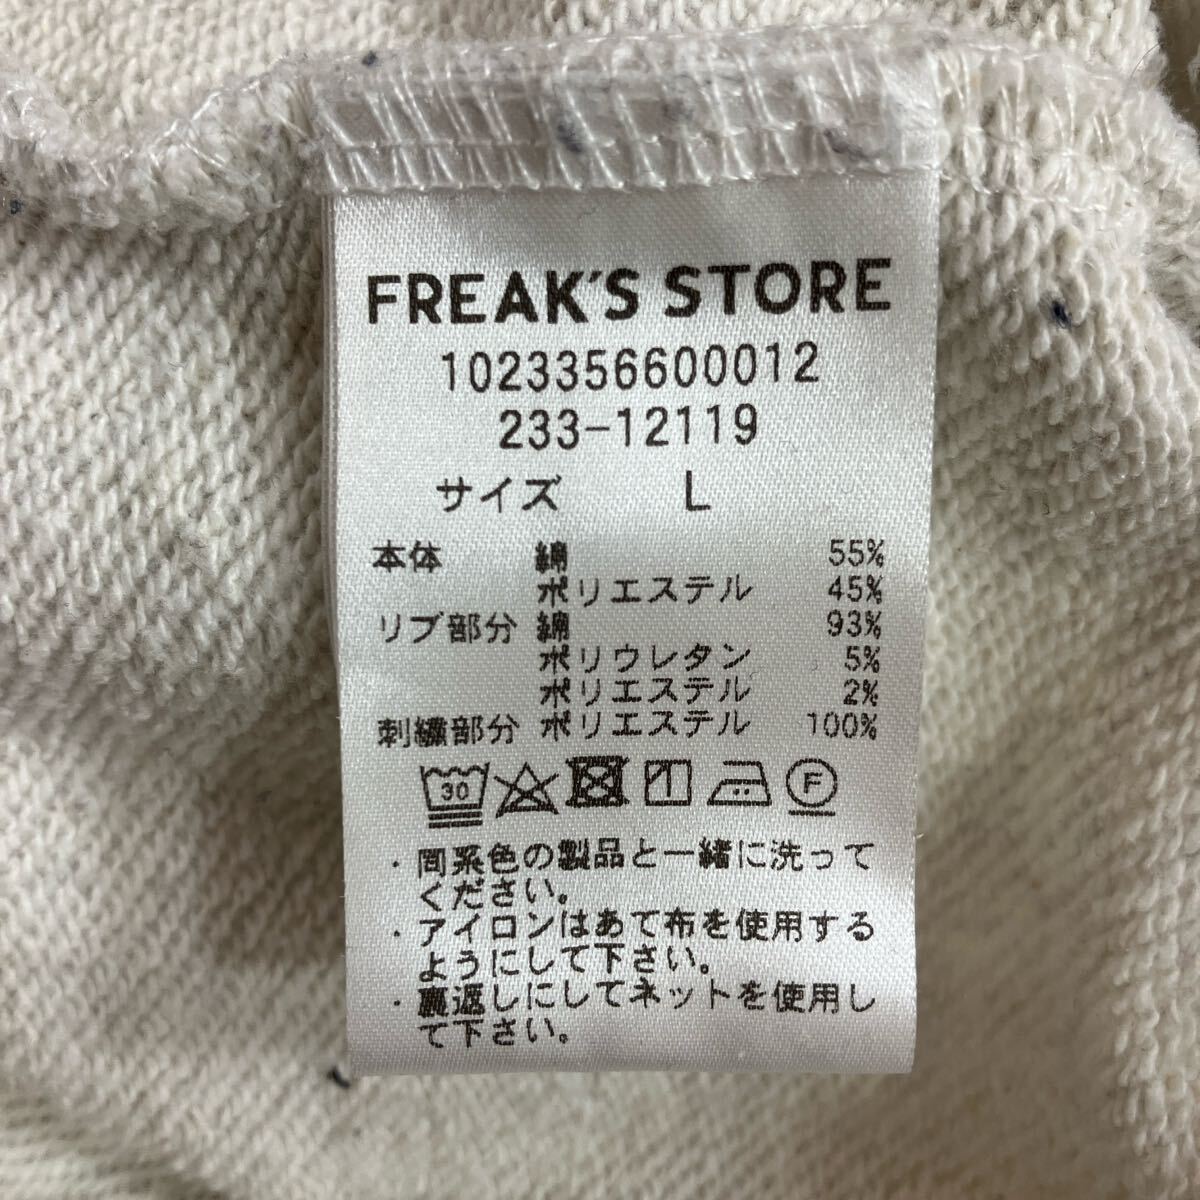 FREAK'S STORE
1023356600012
233-12119
サイズ L
本体 綿 55%
ポリエステル 45%
リブ部分 綿 93%
ポリウレタン 5%
ポリエステル 2%
刺繍部分 ポリエステル 100%
30 F
・同系色の製品と一緒に洗って
ください。
・アイロンはあて布を使用する
ようにして下さい。
・裏返しにしてネットを使用し
て下さい。